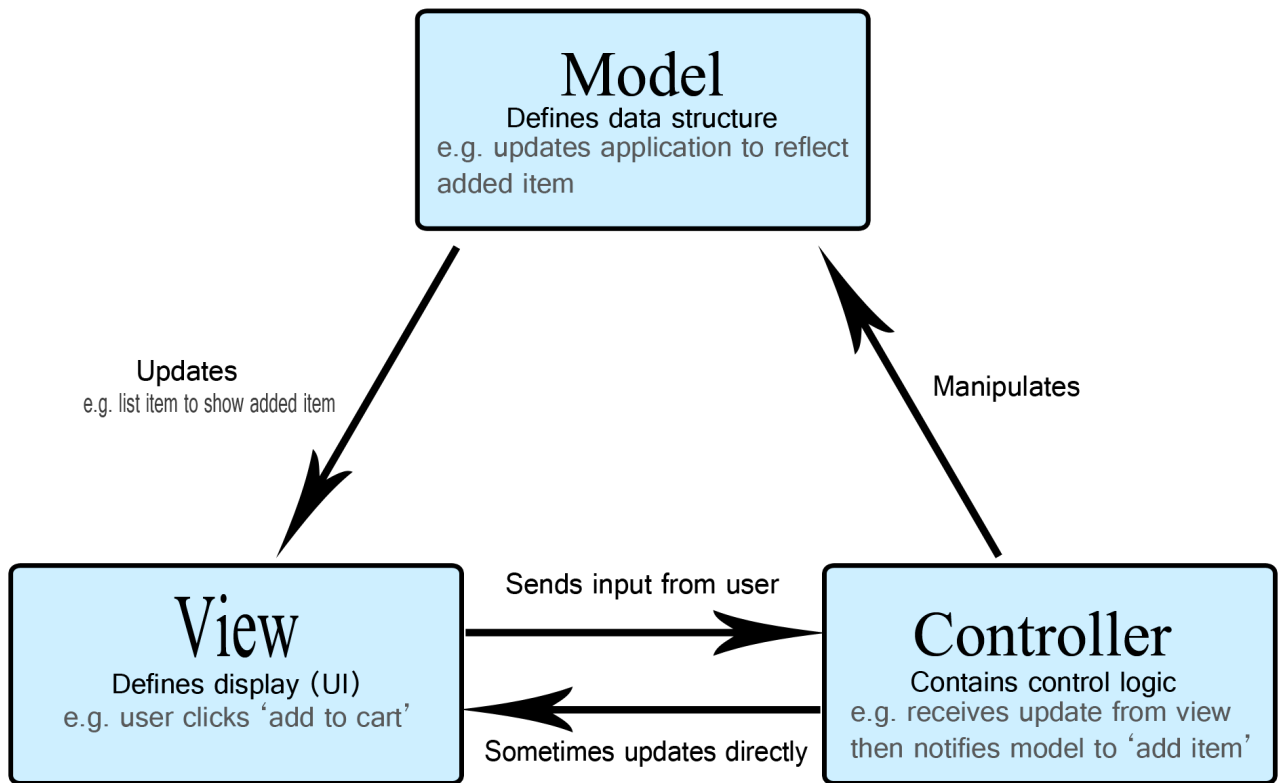 Model
Defines data structure
e.g. updates application to reflect
added item
Updates
e.g. list item to show added item
Manipulates
View
Defines display (UI)
e.g. user clicks ‘add to cart’
Sends input from user
Sometimes updates directly
Controller
Contains control logic
e.g. receives update from view
then notifies model to ‘add item’